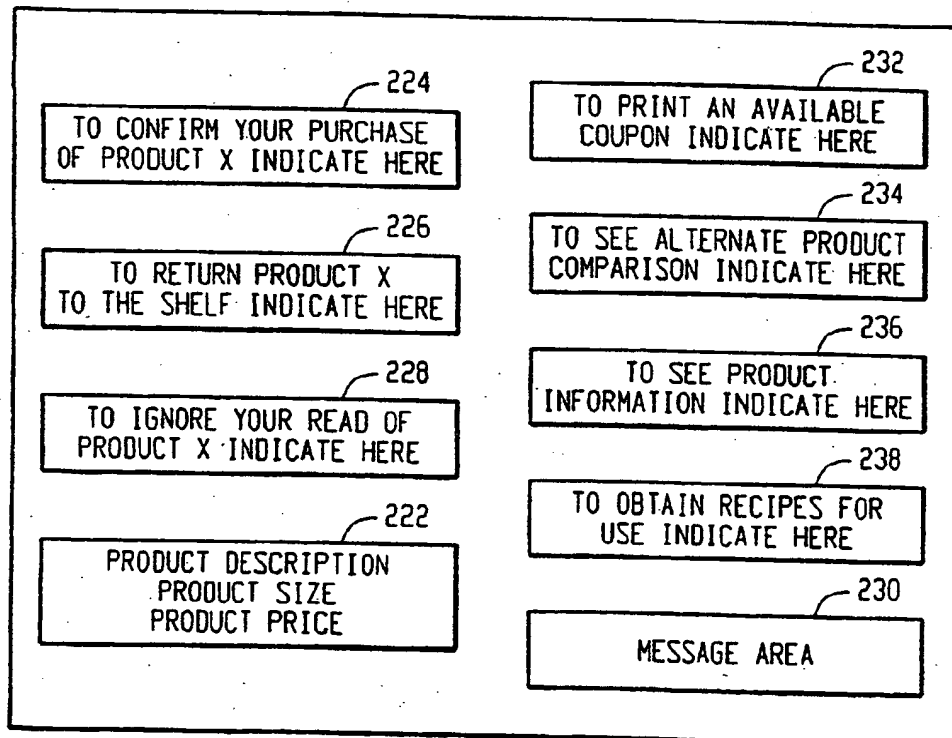 224
TO CONFIRM YOUR PURCHASE
OF PRODUCT X INDICATE HERE
226
TO RETURN PRODUCT X
TO THE SHELF INDICATE HERE
228
TO IGNORE YOUR READ OF
PRODUCT X INDICATE HERE
222
PRODUCT DESCRIPTION
PRODUCT SIZE
PRODUCT PRICE
232
TO PRINT AN AVAILABLE
COUPON INDICATE HERE
234
TO SEE ALTERNATE PRODUCT
COMPARISON INDICATE HERE
236
TO SEE PRODUCT
INFORMATION INDICATE HERE
238
TO OBTAIN RECIPES FOR
USE INDICATE HERE
230
MESSAGE AREA